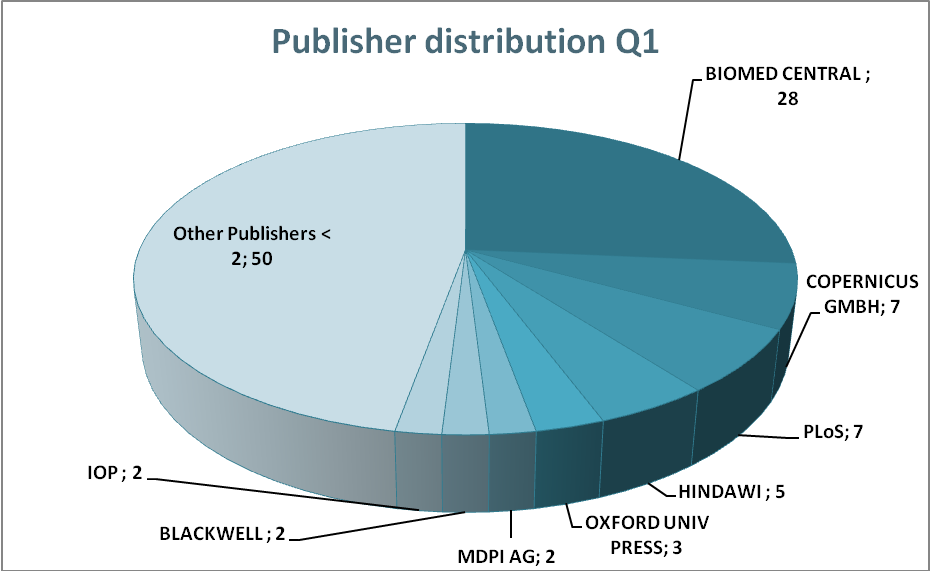 Publisher distribution Q1
BIOMED CENTRAL ;
28
COPERNICUS
GMBH; 7
PLoS; 7
HINDAWI ; 5
OXFORD UNIV
PRESS; 3
MDPI AG; 2
BLACKWELL ; 2
IOP ; 2
Other Publishers <
2; 50